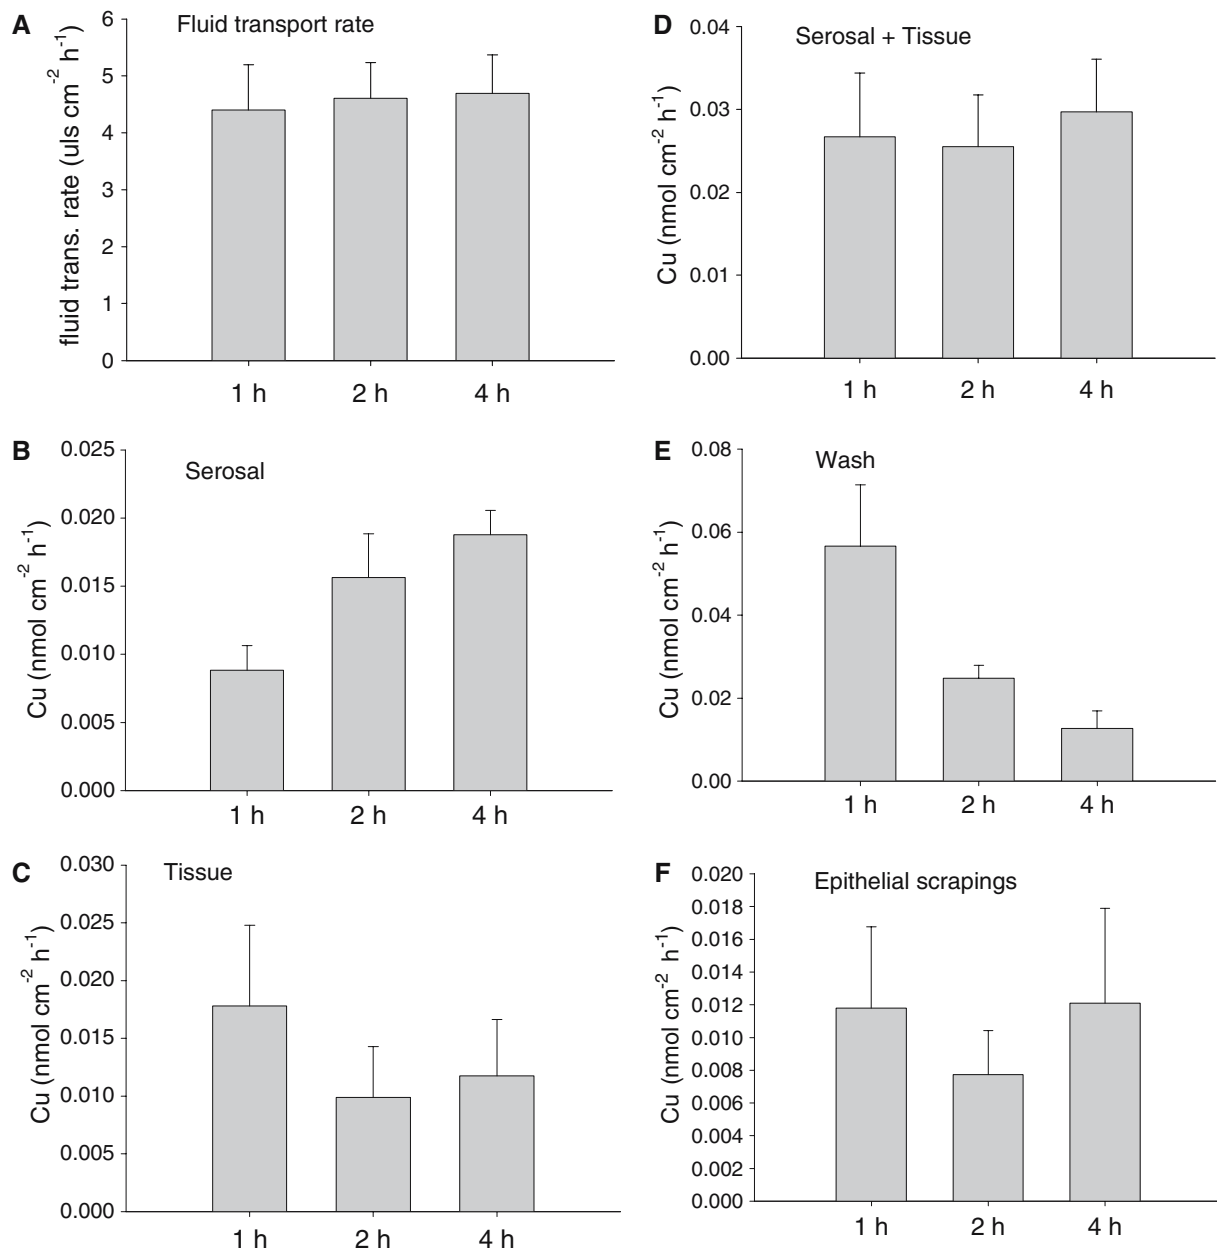 A
Fluid transport rate
fluid trans. rate (uls cm-2 h-1)
6
5
4
3
2
1
0
1 h 2 h 4 h
B
Serosal
Cu (nmol cm-2 h-1)
0.025
0.020
0.015
0.010
0.005
0.000
1 h 2 h 4 h
C
Tissue
Cu (nmol cm-2 h-1)
0.030
0.025
0.020
0.015
0.010
0.005
0.000
1 h 2 h 4 h
D
Serosal + Tissue
Cu (nmol cm-2 h-1)
0.04
0.03
0.02
0.01
0.00
1 h 2 h 4 h
E
Wash
Cu (nmol cm-2 h-1)
0.08
0.06
0.04
0.02
0.00
1 h 2 h 4 h
F
Epithelial scrapings
Cu (nmol cm-2 h-1)
0.020
0.018
0.016
0.014
0.012
0.010
0.008
0.006
0.004
0.002
0.000
1 h 2 h 4 h